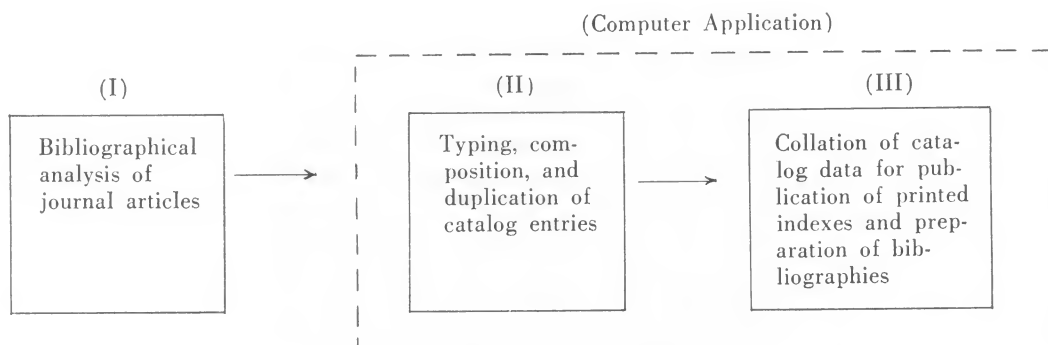 (Computer Application)
(I)
Bibliographical
analysis of
journal articles
(II)
Typing, com-
position, and
duplication of
catalog entries
(III)
Collation of cata-
log data for pub-
lication of printed
indexes and prep-
aration of bib-
liographies